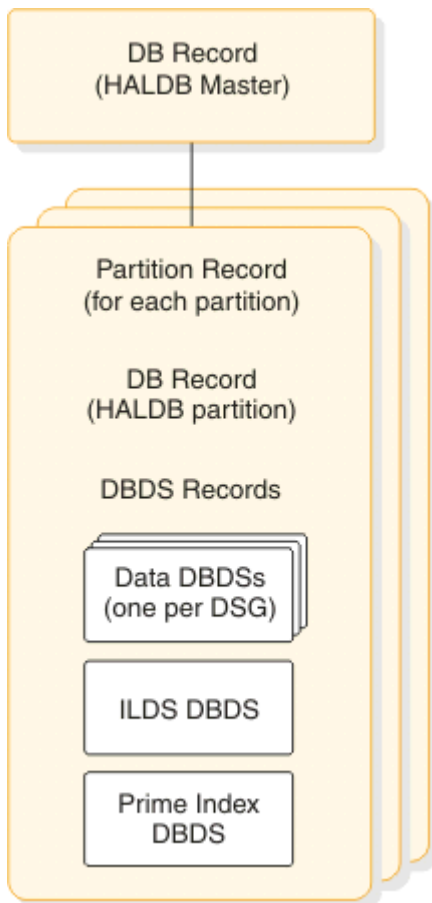 DB Record
(HALDB Master)
Partition Record
(for each partition)
DB Record
(HALDB partition)
DBDS Records
Data DBDSs
(one per DSG)
ILDS DBDS
Prime Index
DBDS